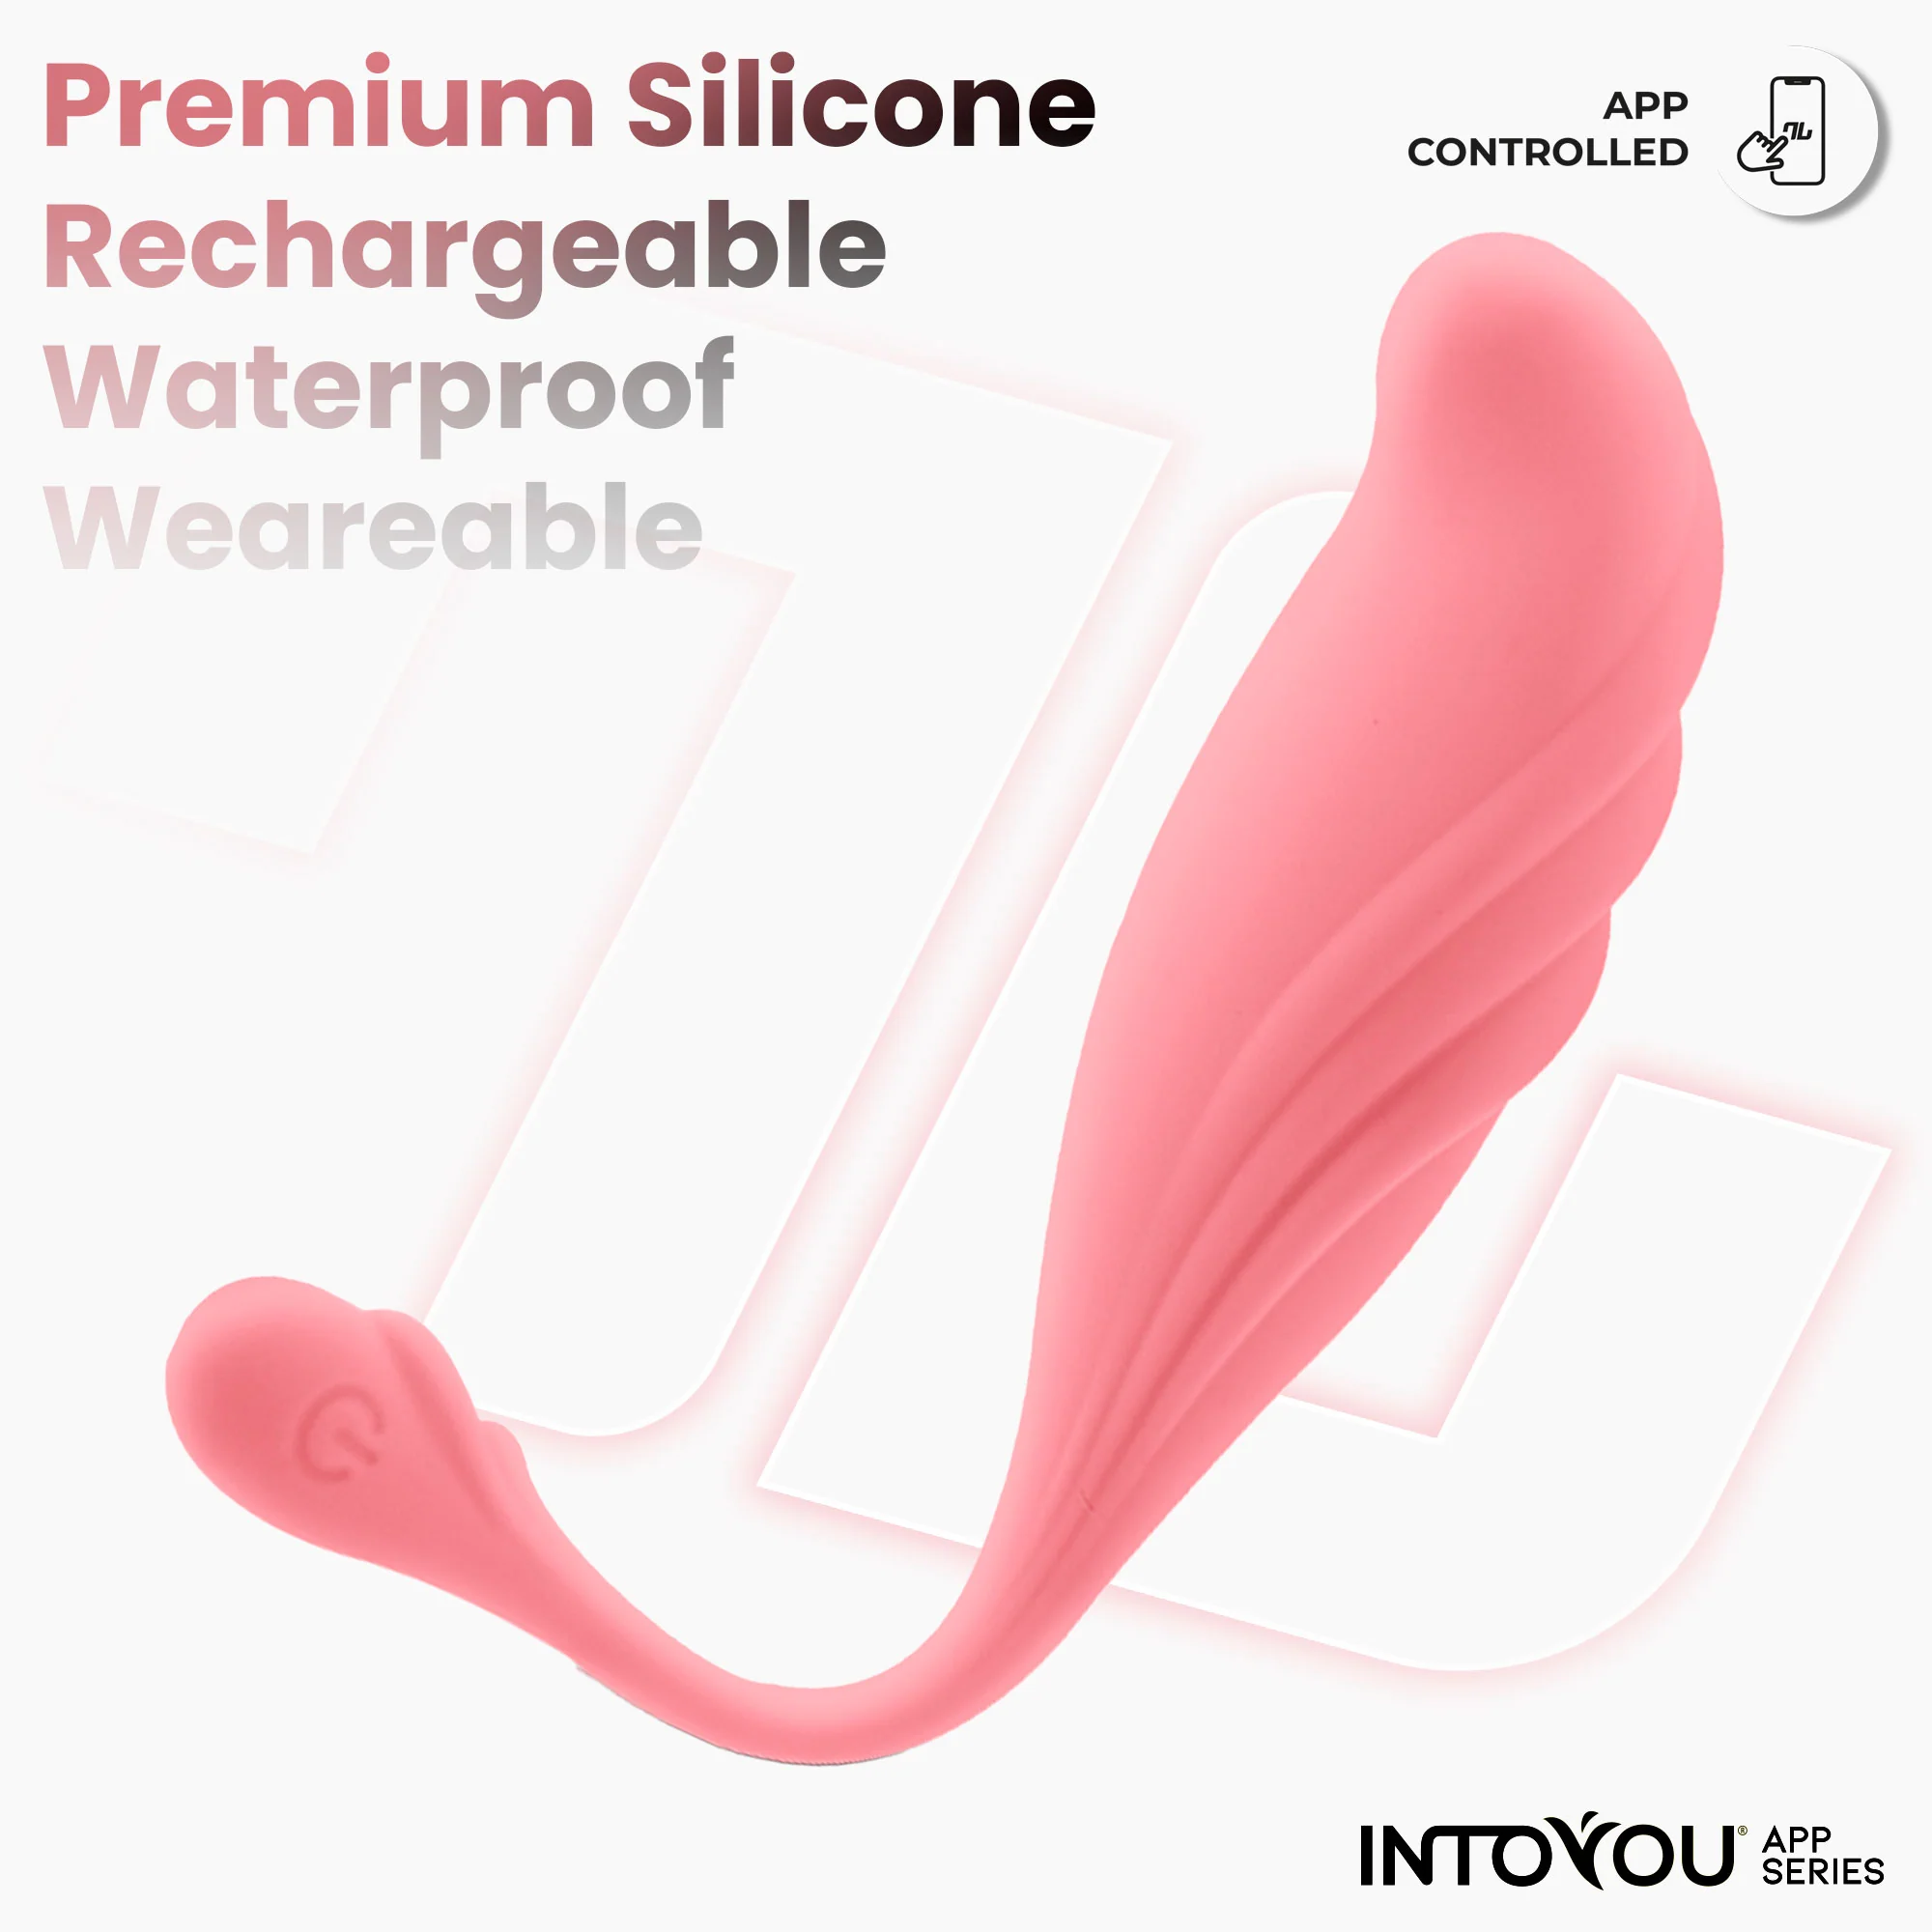 Premium Silicone
Rechargeable
Waterproof
Weareable
APP
CONTROLLED
INTOYOU® APP
SERIES